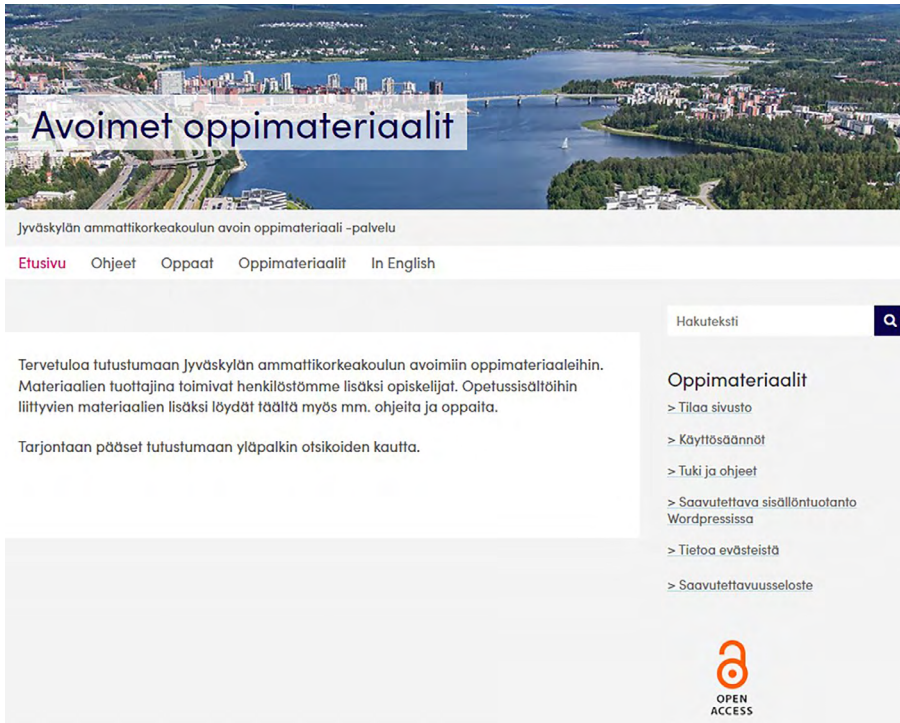 Avoimet oppimateriaalit
Jyväskylän ammattikorkeakoulun avoin oppimateriaali -palvelu
Etusivu Ohjeet Oppaat Oppimateriaalit In English
Hakuteksti
Tervetuloa tutustumaan Jyväskylän ammattikorkeakoulun avoimiin oppimateriaaleihin.
Materiaalien tuottajina toimivat henkilöstömme lisäksi opiskelijat. Opetussisältöihin
liittyvien materiaalien lisäksi löydät täältä myös mm. ohjeita ja oppaita.
Tarjontaan pääset tutustumaan yläpalkin otsikoiden kautta.
Oppimateriaalit
> Tilaa sivusto
> Käyttösäännöt
> Tuki ja ohjeet
> Saavutettava sisällöntuotanto
Wordpressissa
> Tietoa evästeistä
> Saavutettavuusseloste
OPEN
ACCESS